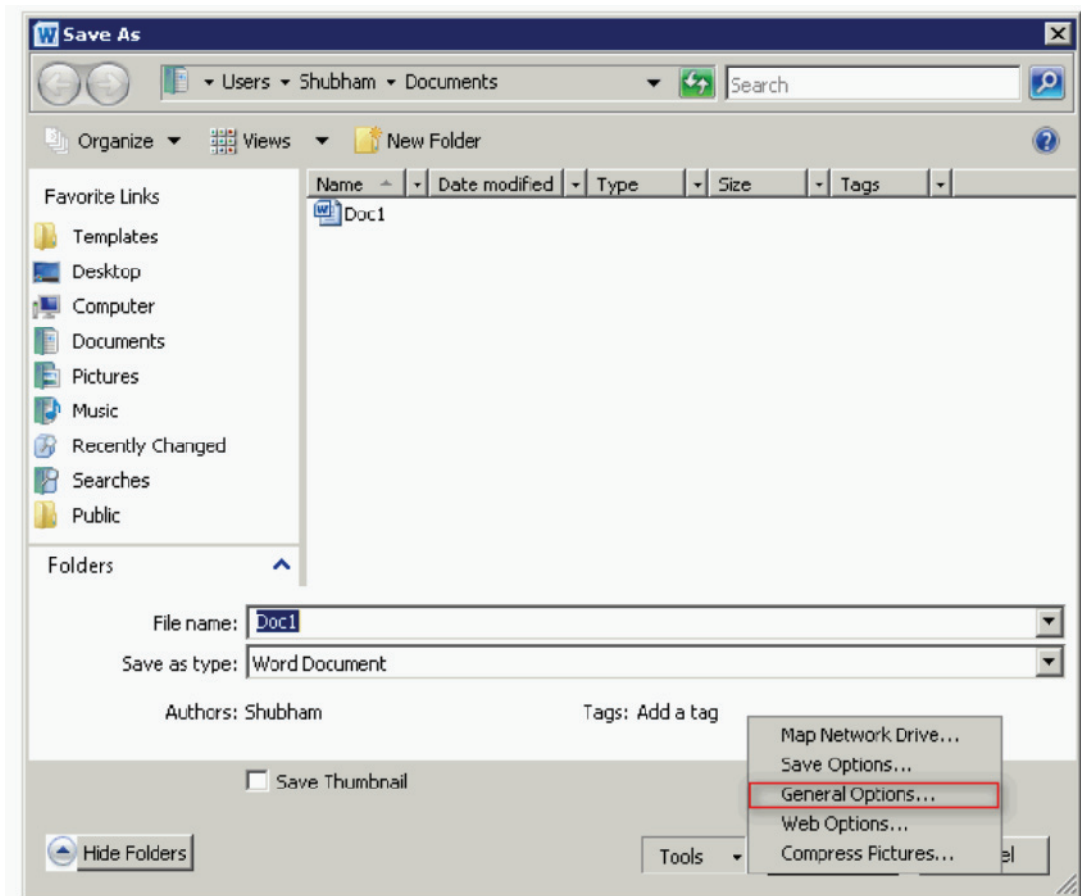 Save As
Users Shubham Documents
Search
Organize Views New Folder
Favorite Links
Templates
Desktop
Computer
Documents
Pictures
Music
Recently Changed
Searches
Public
Folders
Name Date modified Type Size Tags
Doc1
File name: Doc1
Save as type: Word Document
Authors: Shubham Tags: Add a tag
Save Thumbnail
Map Network Drive...
Save Options...
General Options...
Web Options...
Compress Pictures...
Hide Folders
Tools
el